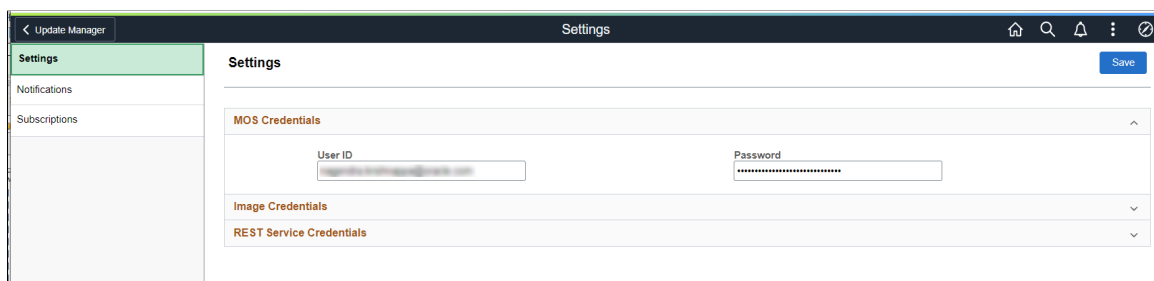 Update Manager
Settings
Settings
Notifications
Subscriptions
Settings
Save
MOS Credentials
User ID
Password
Image Credentials
REST Service Credentials